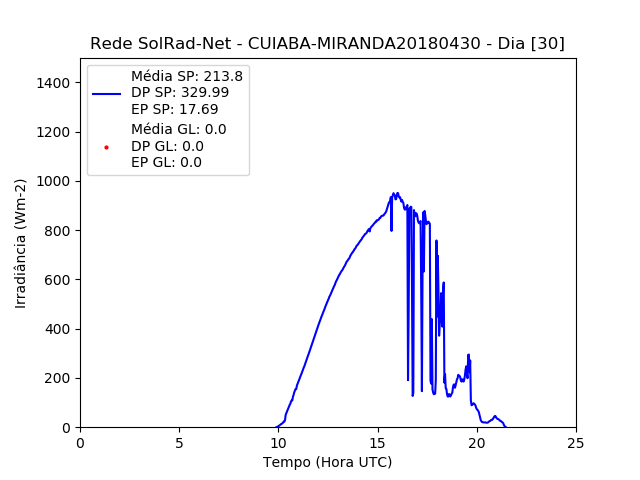 Rede SolRad-Net - CUIABA-MIRANDA20180430 - Dia [30]
Média SP: 213.8
DP SP: 329.99
EP SP: 17.69
Média GL: 0.0
DP GL: 0.0
EP GL: 0.0
Irradiância (Wm-2)
1400
1200
1000
800
600
400
200
0
0 5 10 15 20 25
Tempo (Hora UTC)